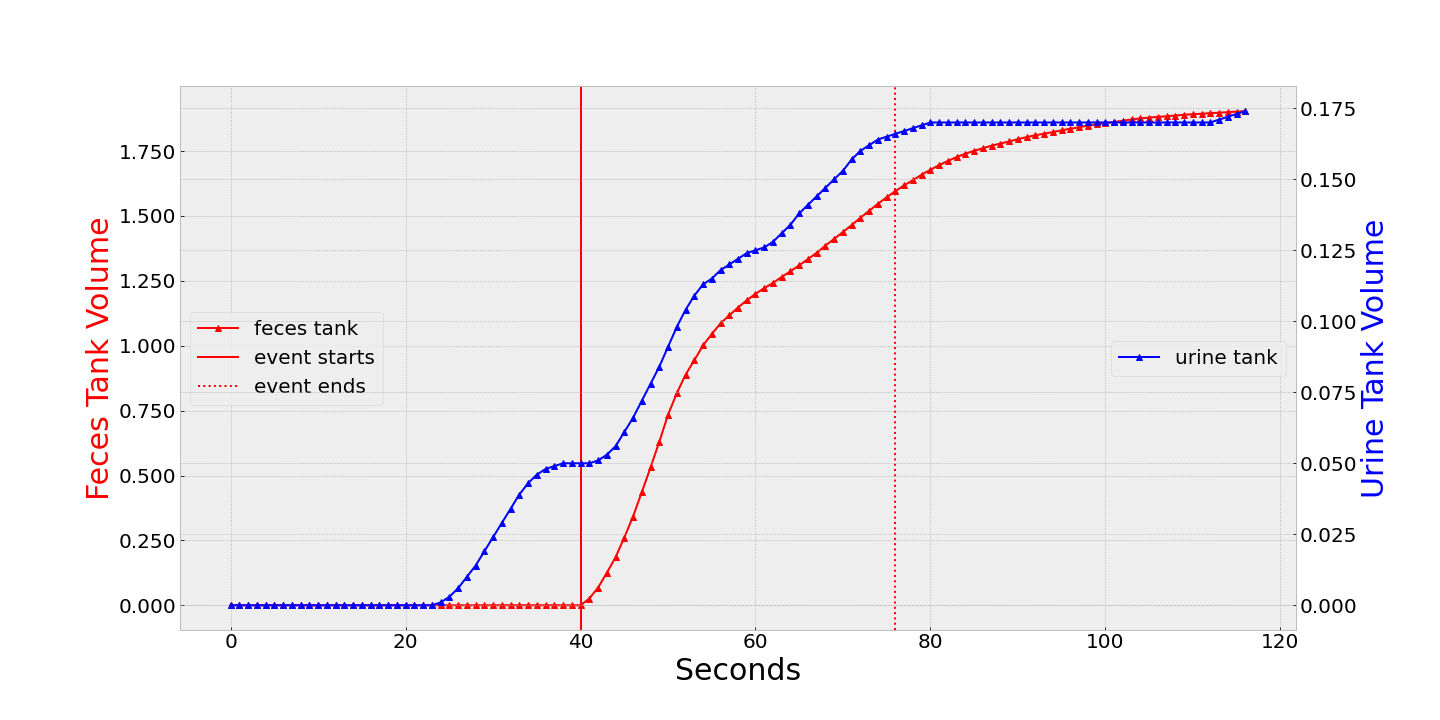 Feces Tank Volume
1.750
1.500
1.250
1.000
0.750
0.500
0.250
0.000
feces tank
event starts
event ends
urine tank
0.175
0.150
0.125
0.100
0.075
0.050
0.025
0.000
Urine Tank Volume
0 20 40 60 80 100 120
Seconds